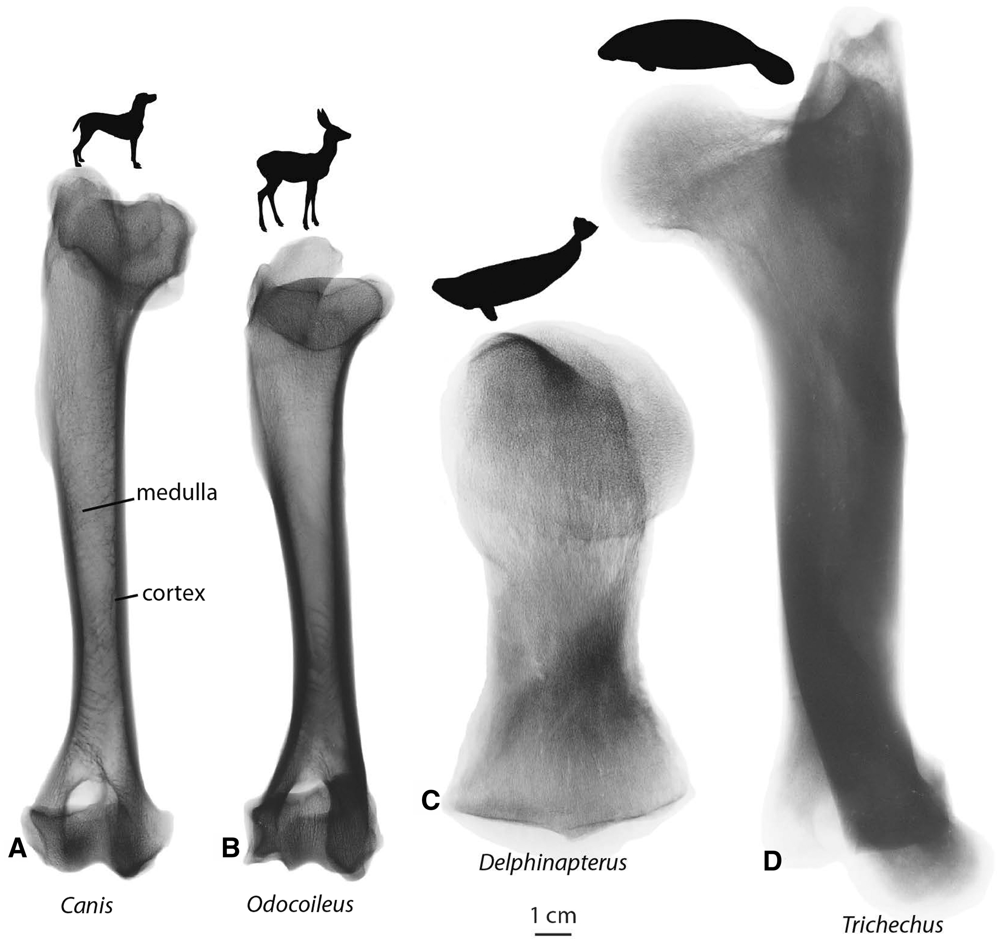 medulla
cortex
A
B
C
D
Canis
Odocoileus
Delphinapterus
1 cm
Trichechus